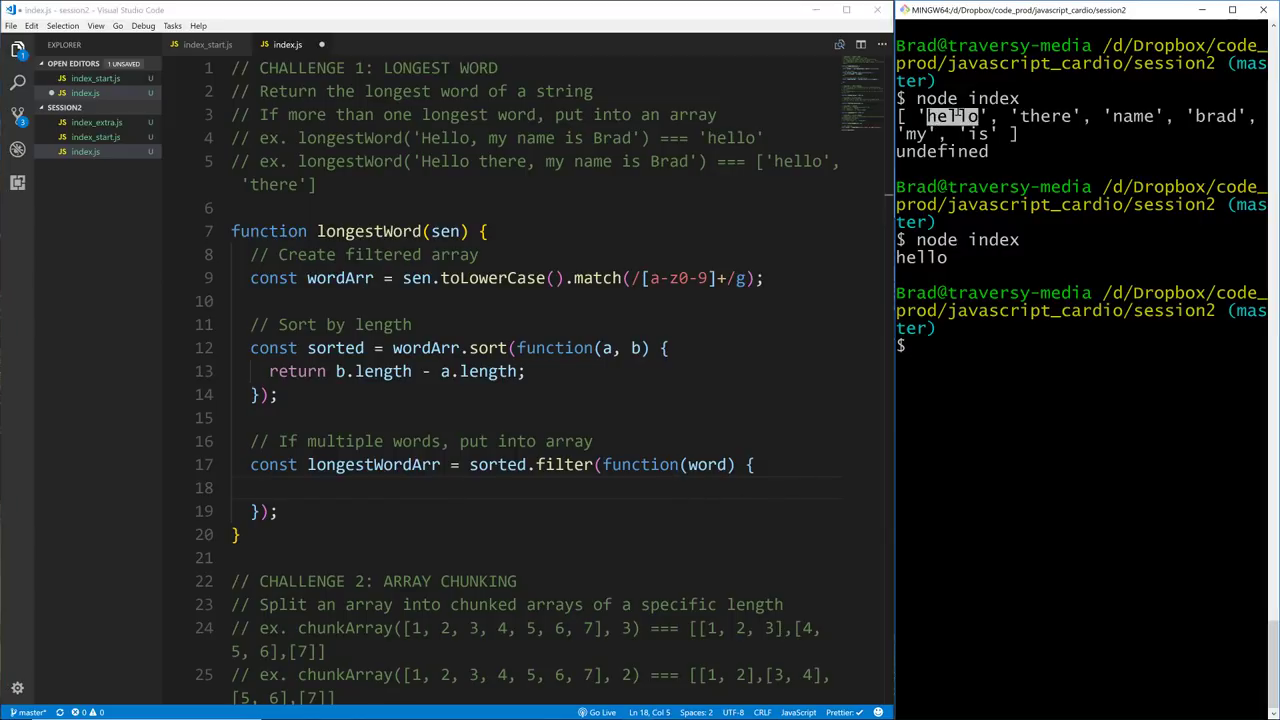 index.js - session2 - Visual Studio Code
File Edit Selection View Go Debug Tasks Help
EXPLORER
OPEN EDITORS 1 UNSAVED
index_start.js U
index.js U
SESSION2
index_extra.js U
index_start.js U
index.js U
index_start.js index.js
1 // CHALLENGE 1: LONGEST WORD
2 // Return the longest word of a string
3 // If more than one longest word, put into an array
4 // ex. longestWord('Hello, my name is Brad') === 'hello'
5 // ex. longestWord('Hello there, my name is Brad') === ['hello',
'there']
6
7 function longestWord(sen) {
8 // Create filtered array
9 const wordArr = sen.toLowerCase().match(/[a-z0-9]+/g);
10
11 // Sort by length
12 const sorted = wordArr.sort(function(a, b) {
13 return b.length - a.length;
14 });
15
16 // If multiple words, put into array
17 const longestWordArr = sorted.filter(function(word) {
18
19 });
20 }
21
22 // CHALLENGE 2: ARRAY CHUNKING
23 // Split an array into chunked arrays of a specific length
24 // ex. chunkArray([1, 2, 3, 4, 5, 6, 7], 3) === [[1, 2, 3],[4,
5, 6],[7]]
25 // ex. chunkArray([1, 2, 3, 4, 5, 6, 7], 2) === [[1, 2],[3, 4],
[5, 6],[7]]
master* 0 0 Go Live Ln 18, Col 5 Spaces: 2 UTF-8 CRLF JavaScript Prettier: ✓
MINGW64:/d/Dropbox/code_prod/javascript_cardio/session2
Brad@traversy-media /d/Dropbox/code_
prod/javascript_cardio/session2 (mas
ter)
$ node index
[ 'hello', 'there', 'name', 'brad',
'my', 'is' ]
undefined
Brad@traversy-media /d/Dropbox/code_
prod/javascript_cardio/session2 (mas
ter)
$ node index
hello
Brad@traversy-media /d/Dropbox/code_
prod/javascript_cardio/session2 (mas
ter)
$